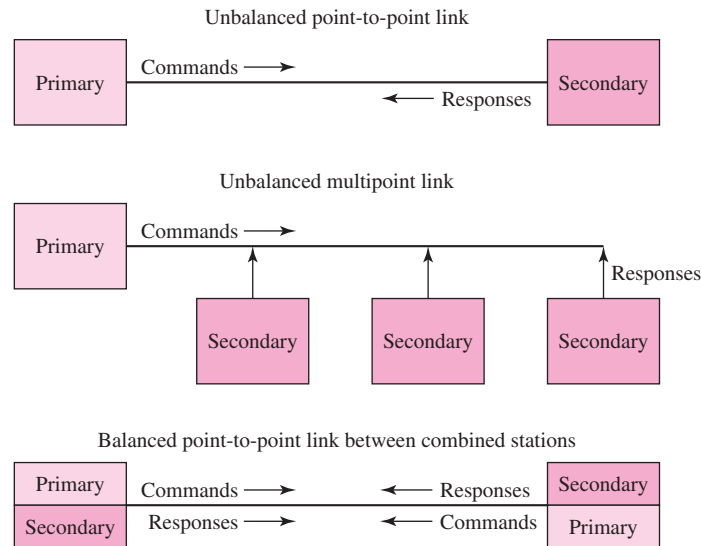 Unbalanced point-to-point link
Primary
Commands
Responses
Secondary
Unbalanced multipoint link
Primary
Commands
Responses
Secondary
Secondary
Secondary
Balanced point-to-point link between combined stations
Primary
Commands
Responses
Secondary
Secondary
Responses
Commands
Primary